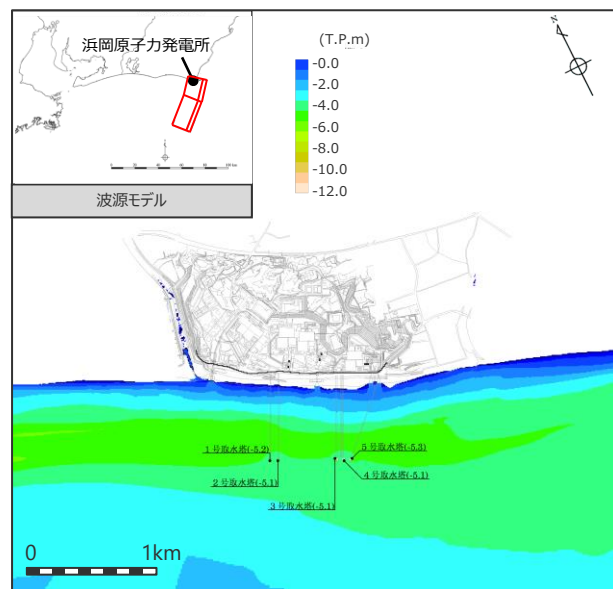 浜岡原子力発電所
波源モデル
(T.P.m)
-0.0
-2.0
-4.0
-6.0
-8.0
-10.0
-12.0
N
1号取水塔(-5.2)
2号取水塔(-5.1)
3号取水塔(-5.1)
5号取水塔(-5.3)
4号取水塔(-5.1)
0 1km